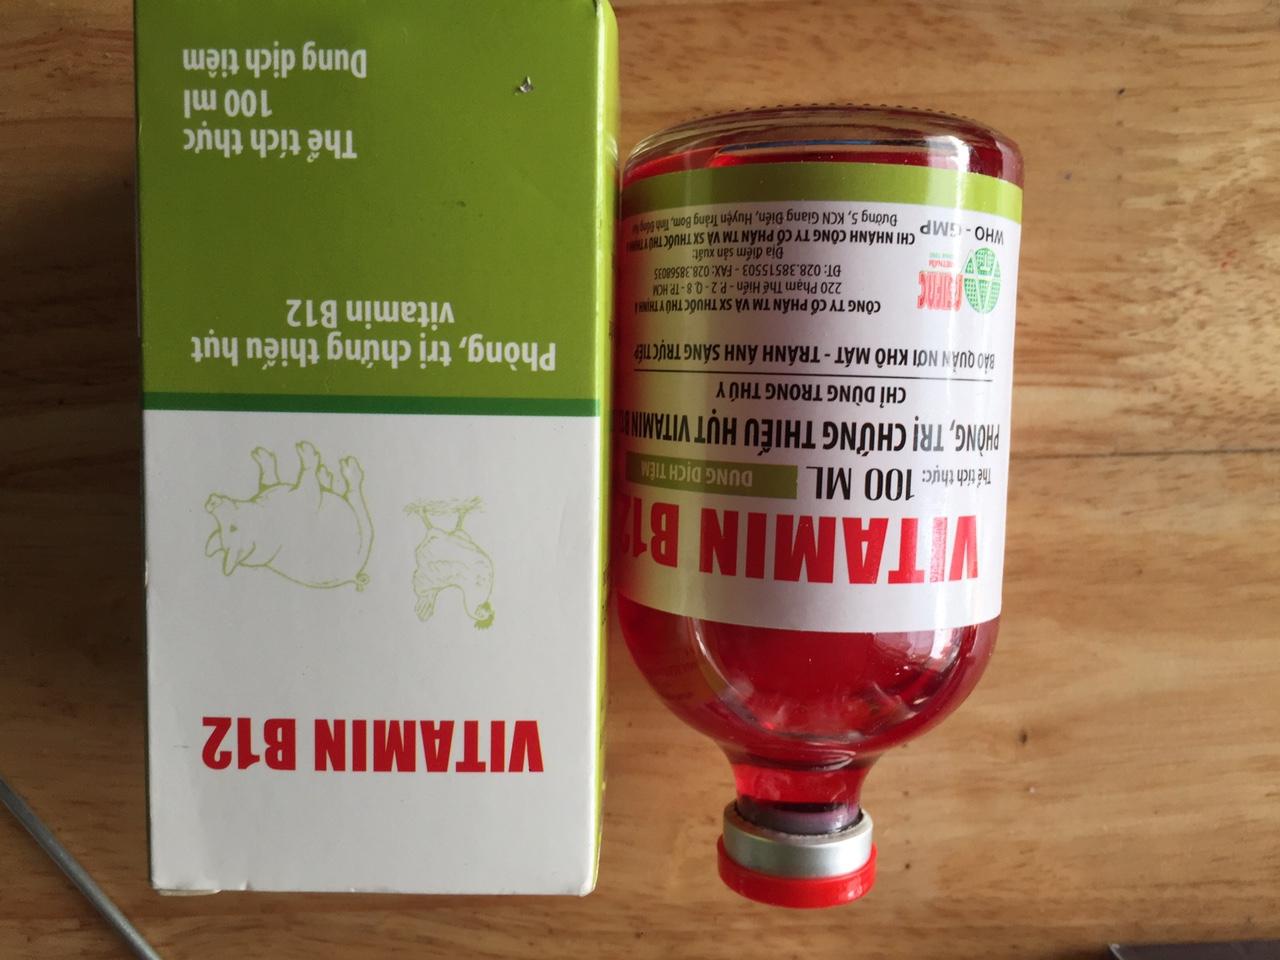 VITAMIN B12
Phòng, trị chứng thiếu hụt
vitamin B12
Thể tích thực
100 ml
Dung dịch tiêm
VITAMIN B12
Thể tích thực: 100 ML
DUNG DỊCH TIÊM
PHÒNG, TRỊ CHỨNG THIẾU HỤT VITAMIN B
CHỈ DÙNG TRONG THÚ Y
BẢO QUẢN NƠI KHÔ MÁT - TRÁNH ÁNH SÁNG TRỰC TIẾP
CÔNG TY CỔ PHẦN TM VÀ SX THUỐC THÚ Y THỊNH Á
220 Phạm Thế Hiển - P. 2 - Q. 8 - TP. HCM
ĐT: 028.38515503 - FAX: 028.38568035
Địa điểm sản xuất:
CHI NHÁNH CÔNG TY CỔ PHẦN TM VÀ SX THUỐC THÚ Y THỊNH Á
Đường 5, KCN Giang Điền, Huyện Trảng Bom, Tỉnh Đồng
WHO - GMP